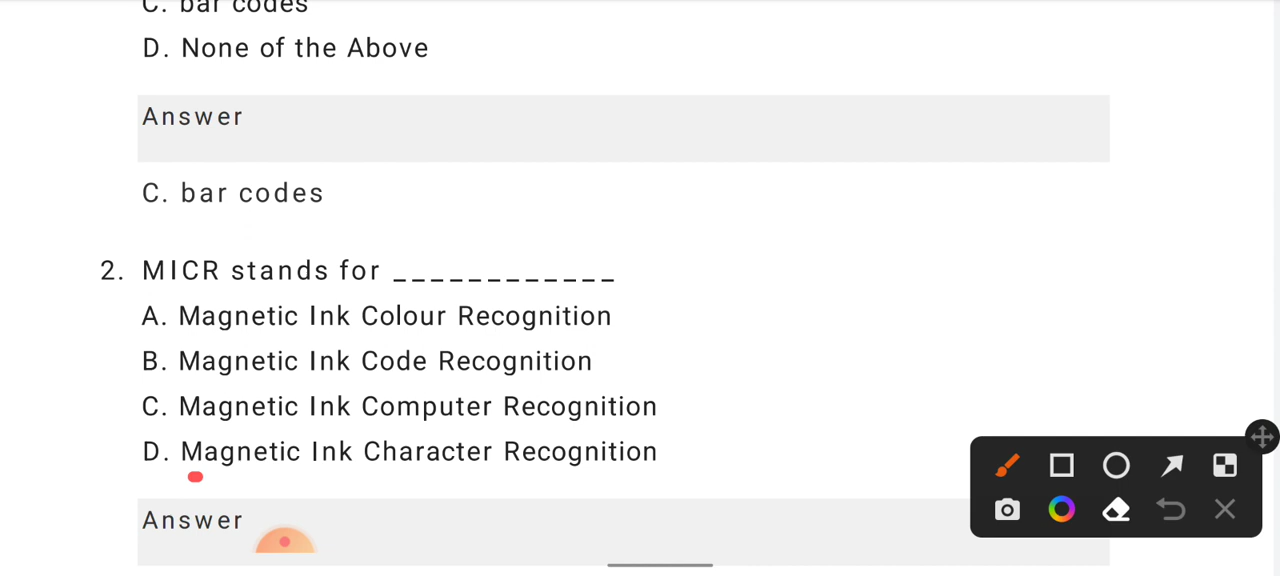 C. bar codes
D. None of the Above
Answer
C. bar codes
2. MICR stands for ____________
A. Magnetic Ink Colour Recognition
B. Magnetic Ink Code Recognition
C. Magnetic Ink Computer Recognition
D. Magnetic Ink Character Recognition
Answer